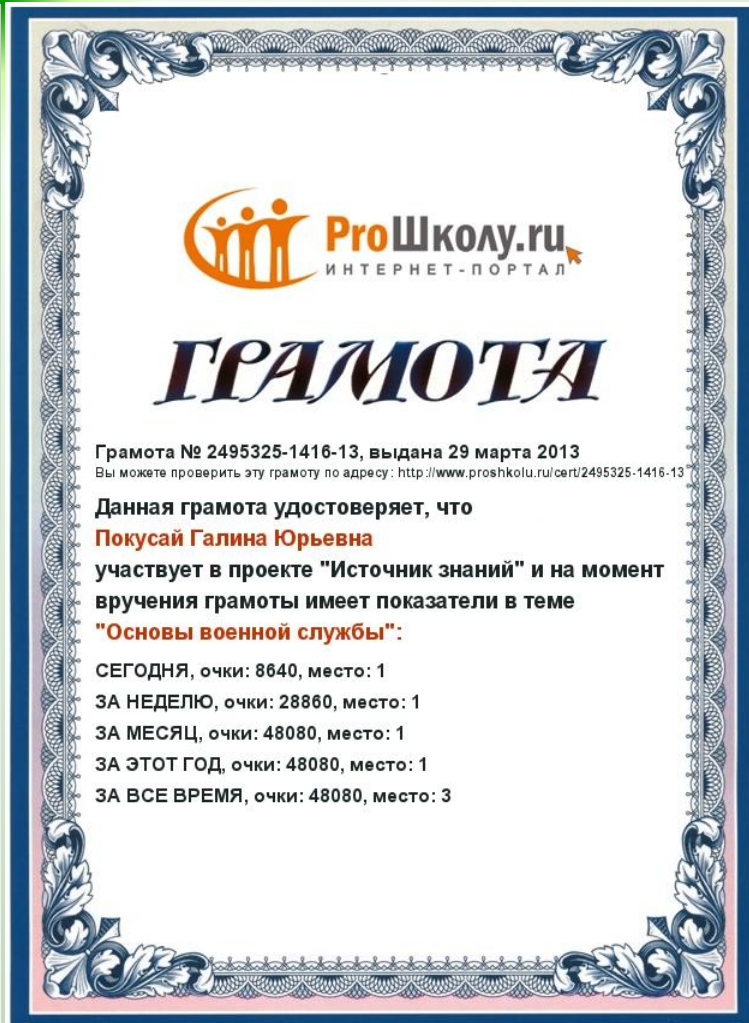 ProШколу.ru
ИНТЕРНЕТ-ПОРТАЛ
ГРАМОТА
Грамота № 2495325-1416-13, выдана 29 марта 2013
Вы можете проверить эту грамоту по адресу: http://www.proshkolu.ru/cert/2495325-1416-13
Данная грамота удостоверяет, что
Покусай Галина Юрьевна
участвует в проекте "Источник знаний" и на момент
вручения грамоты имеет показатели в теме
"Основы военной службы":
СЕГОДНЯ, очки: 8640, место: 1
ЗА НЕДЕЛЮ, очки: 28860, место: 1
ЗА МЕСЯЦ, очки: 48080, место: 1
ЗА ЭТОТ ГОД, очки: 48080, место: 1
ЗА ВСЕ ВРЕМЯ, очки: 48080, место: 3